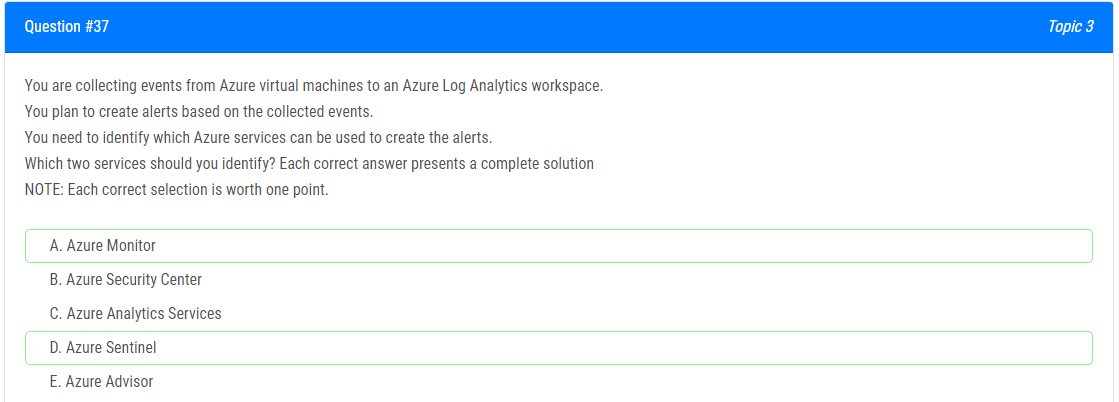 Question #37
Topic 3
You are collecting events from Azure virtual machines to an Azure Log Analytics workspace.
You plan to create alerts based on the collected events.
You need to identify which Azure services can be used to create the alerts.
Which two services should you identify? Each correct answer presents a complete solution
NOTE: Each correct selection is worth one point.
A. Azure Monitor
B. Azure Security Center
C. Azure Analytics Services
D. Azure Sentinel
E. Azure Advisor